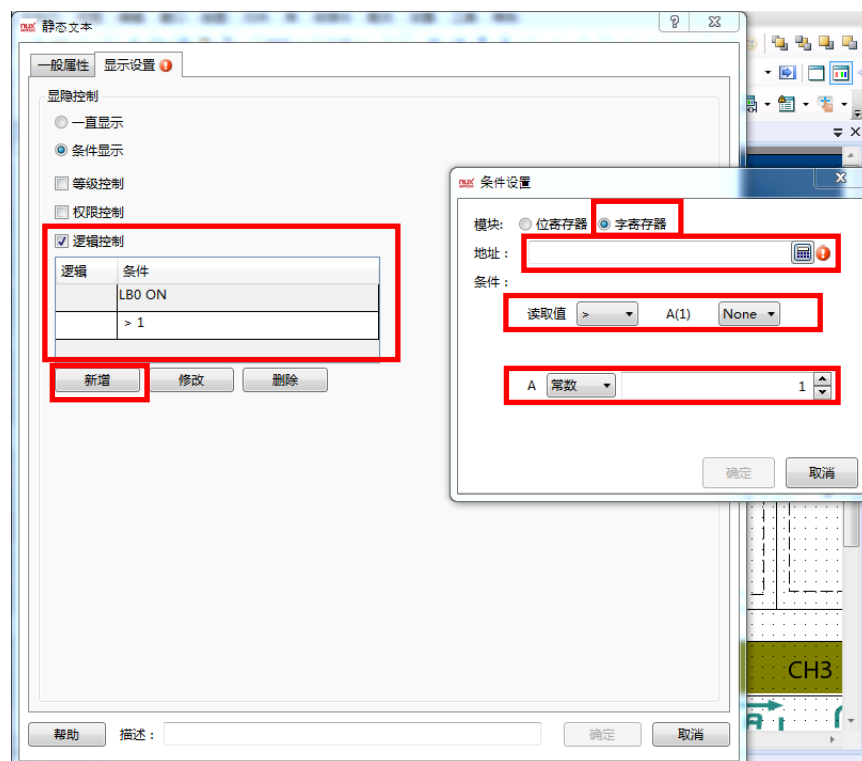 静态文本
一般属性 显示设置
显隐控制
一直显示
条件显示
等级控制
权限控制
逻辑控制
逻辑 条件
LB0 ON
> 1
新增 修改 删除
帮助 描述： 确定 取消
nux 条件设置
模块: 位寄存器 字寄存器
地址：
条件：
读取值 > A(1) None
A 常数 1
确定 取消
CH3